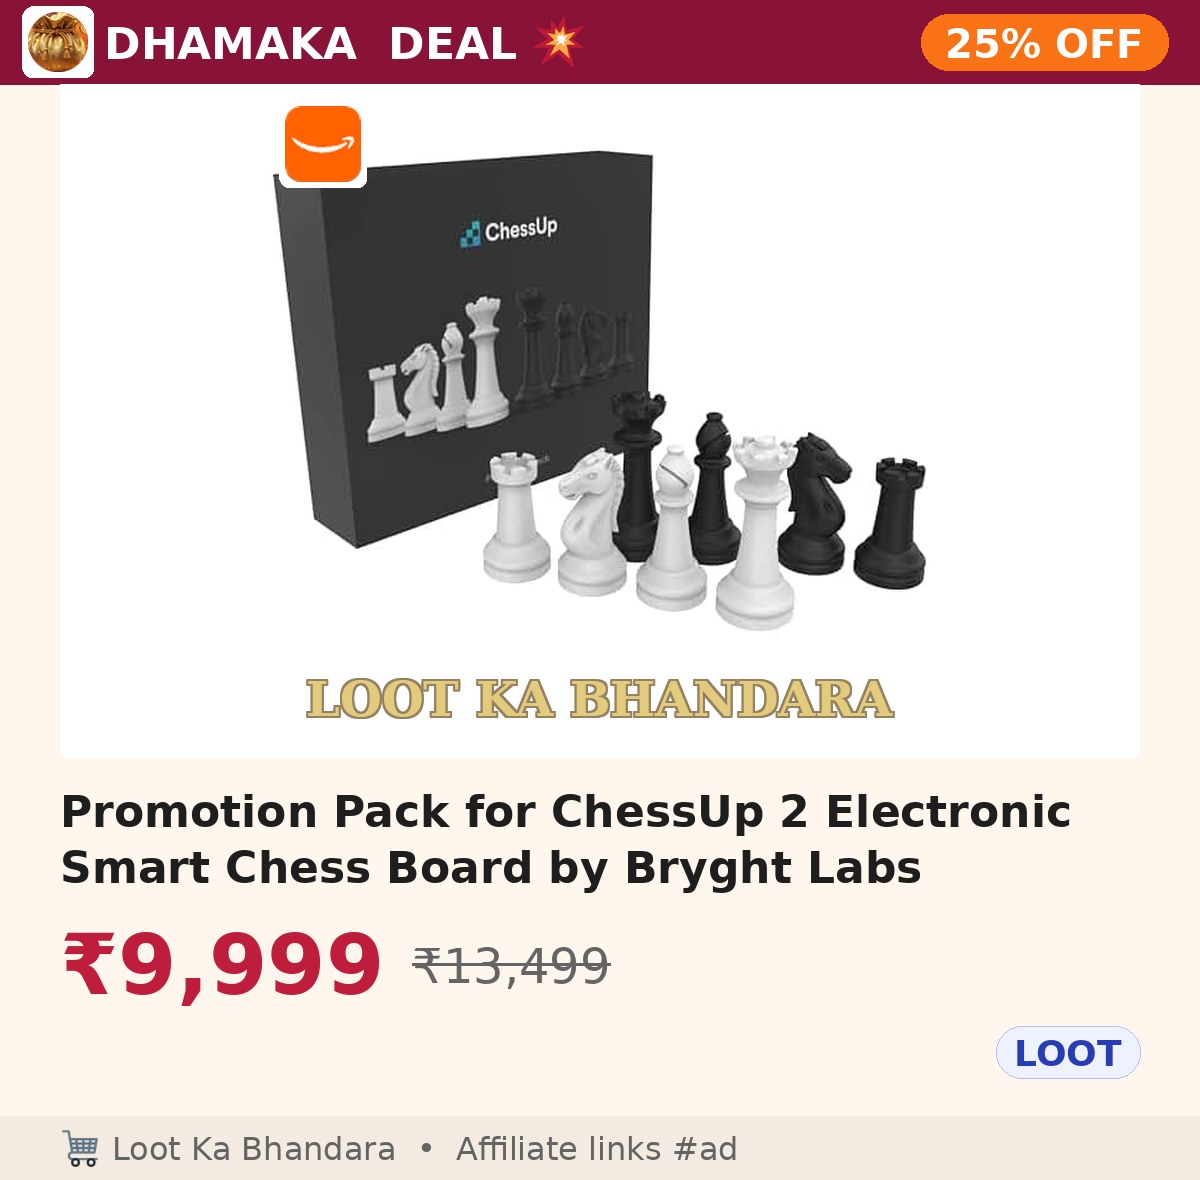 DHAMAKA DEAL 💥
25% OFF
ChessUp
LOOT KA BHANDARA
Promotion Pack for ChessUp 2 Electronic
Smart Chess Board by Bryght Labs
₹9,999 ₹13,499
LOOT
Loot Ka Bhandara • Affiliate links #ad